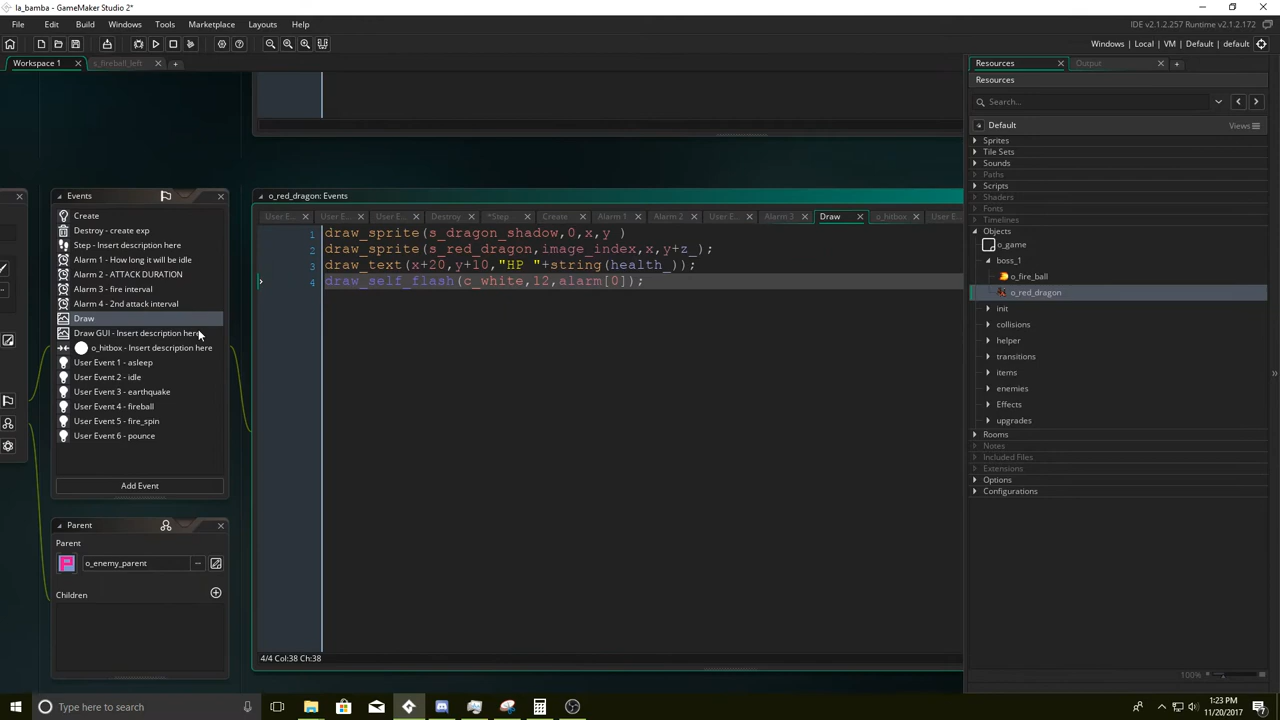 la_bamba - GameMaker Studio 2*
File Edit Build Windows Tools Marketplace Layouts Help
IDE v2.1.2.257 Runtime v2.1.2.172
Windows | Local | VM | Default | default
Workspace 1
s_fireball_left
Resources
Output
Resources
Search...
Default
Views
Sprites
Tile Sets
Sounds
Paths
Scripts
Shaders
Fonts
Timelines
Objects
o_game
boss_1
o_fire_ball
o_red_dragon
init
collisions
helper
transitions
items
enemies
Effects
upgrades
Rooms
Notes
Included Files
Extensions
Options
Configurations
100%
Events
Create
Destroy - create exp
Step - Insert description here
Alarm 1 - How long it will be idle
Alarm 2 - ATTACK DURATION
Alarm 3 - fire interval
Alarm 4 - 2nd attack interval
Draw
Draw GUI - Insert description here
o_hitbox - Insert description here
User Event 1 - asleep
User Event 2 - idle
User Event 3 - earthquake
User Event 4 - fireball
User Event 5 - fire_spin
User Event 6 - pounce
Add Event
Parent
Parent
o_enemy_parent
Children
o_red_dragon: Events
User E... User E... Destroy *Step Create Alarm 1 Alarm 2 User E... Alarm 3 Draw o_hitbox User E
1 draw_sprite(s_dragon_shadow,0,x,y )
2 draw_sprite(s_red_dragon,image_index,x,y+z_);
3 draw_text(x+20,y+10,"HP "+string(health_));
4 draw_self_flash(c_white,12,alarm[0]);
4/4 Col:38 Ch:38
Type here to search
1:23 PM
11/20/2017